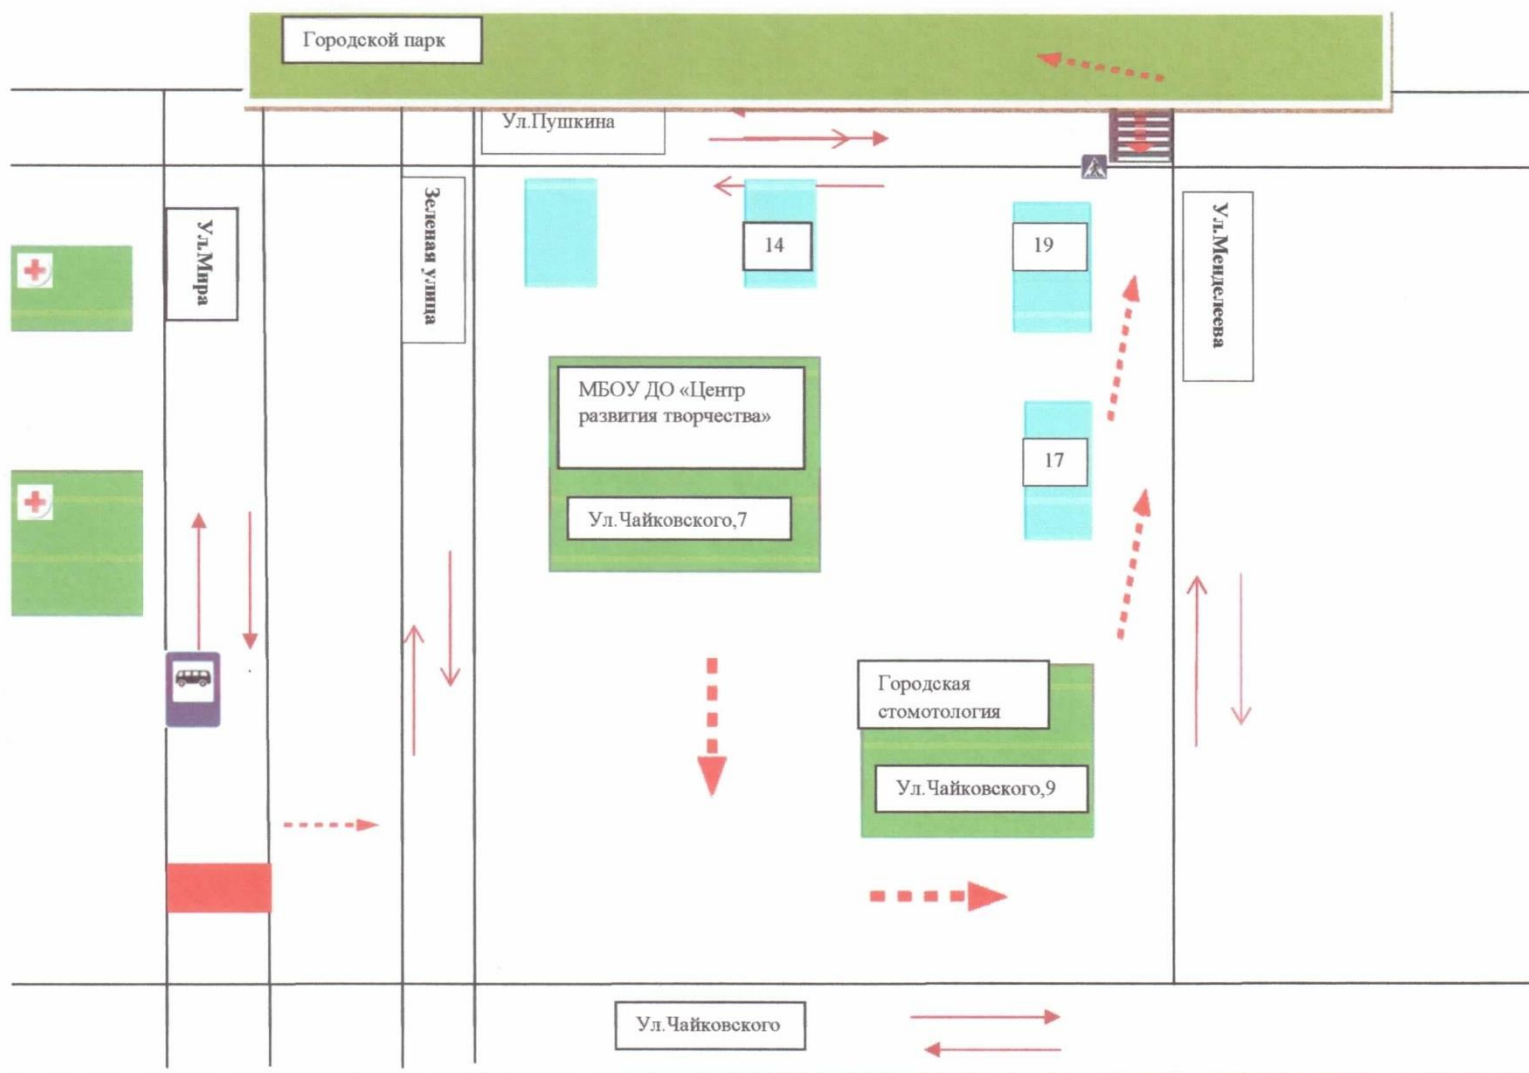 Городской парк
Ул.Пушкина
Ул.Мира
Зеленая улица
14
19
Ул.Менделеева
МБОУ ДО «Центр
развития творчества»
17
Ул.Чайковского,7
Городская
стомотология
Ул.Чайковского,9
Ул.Чайковского